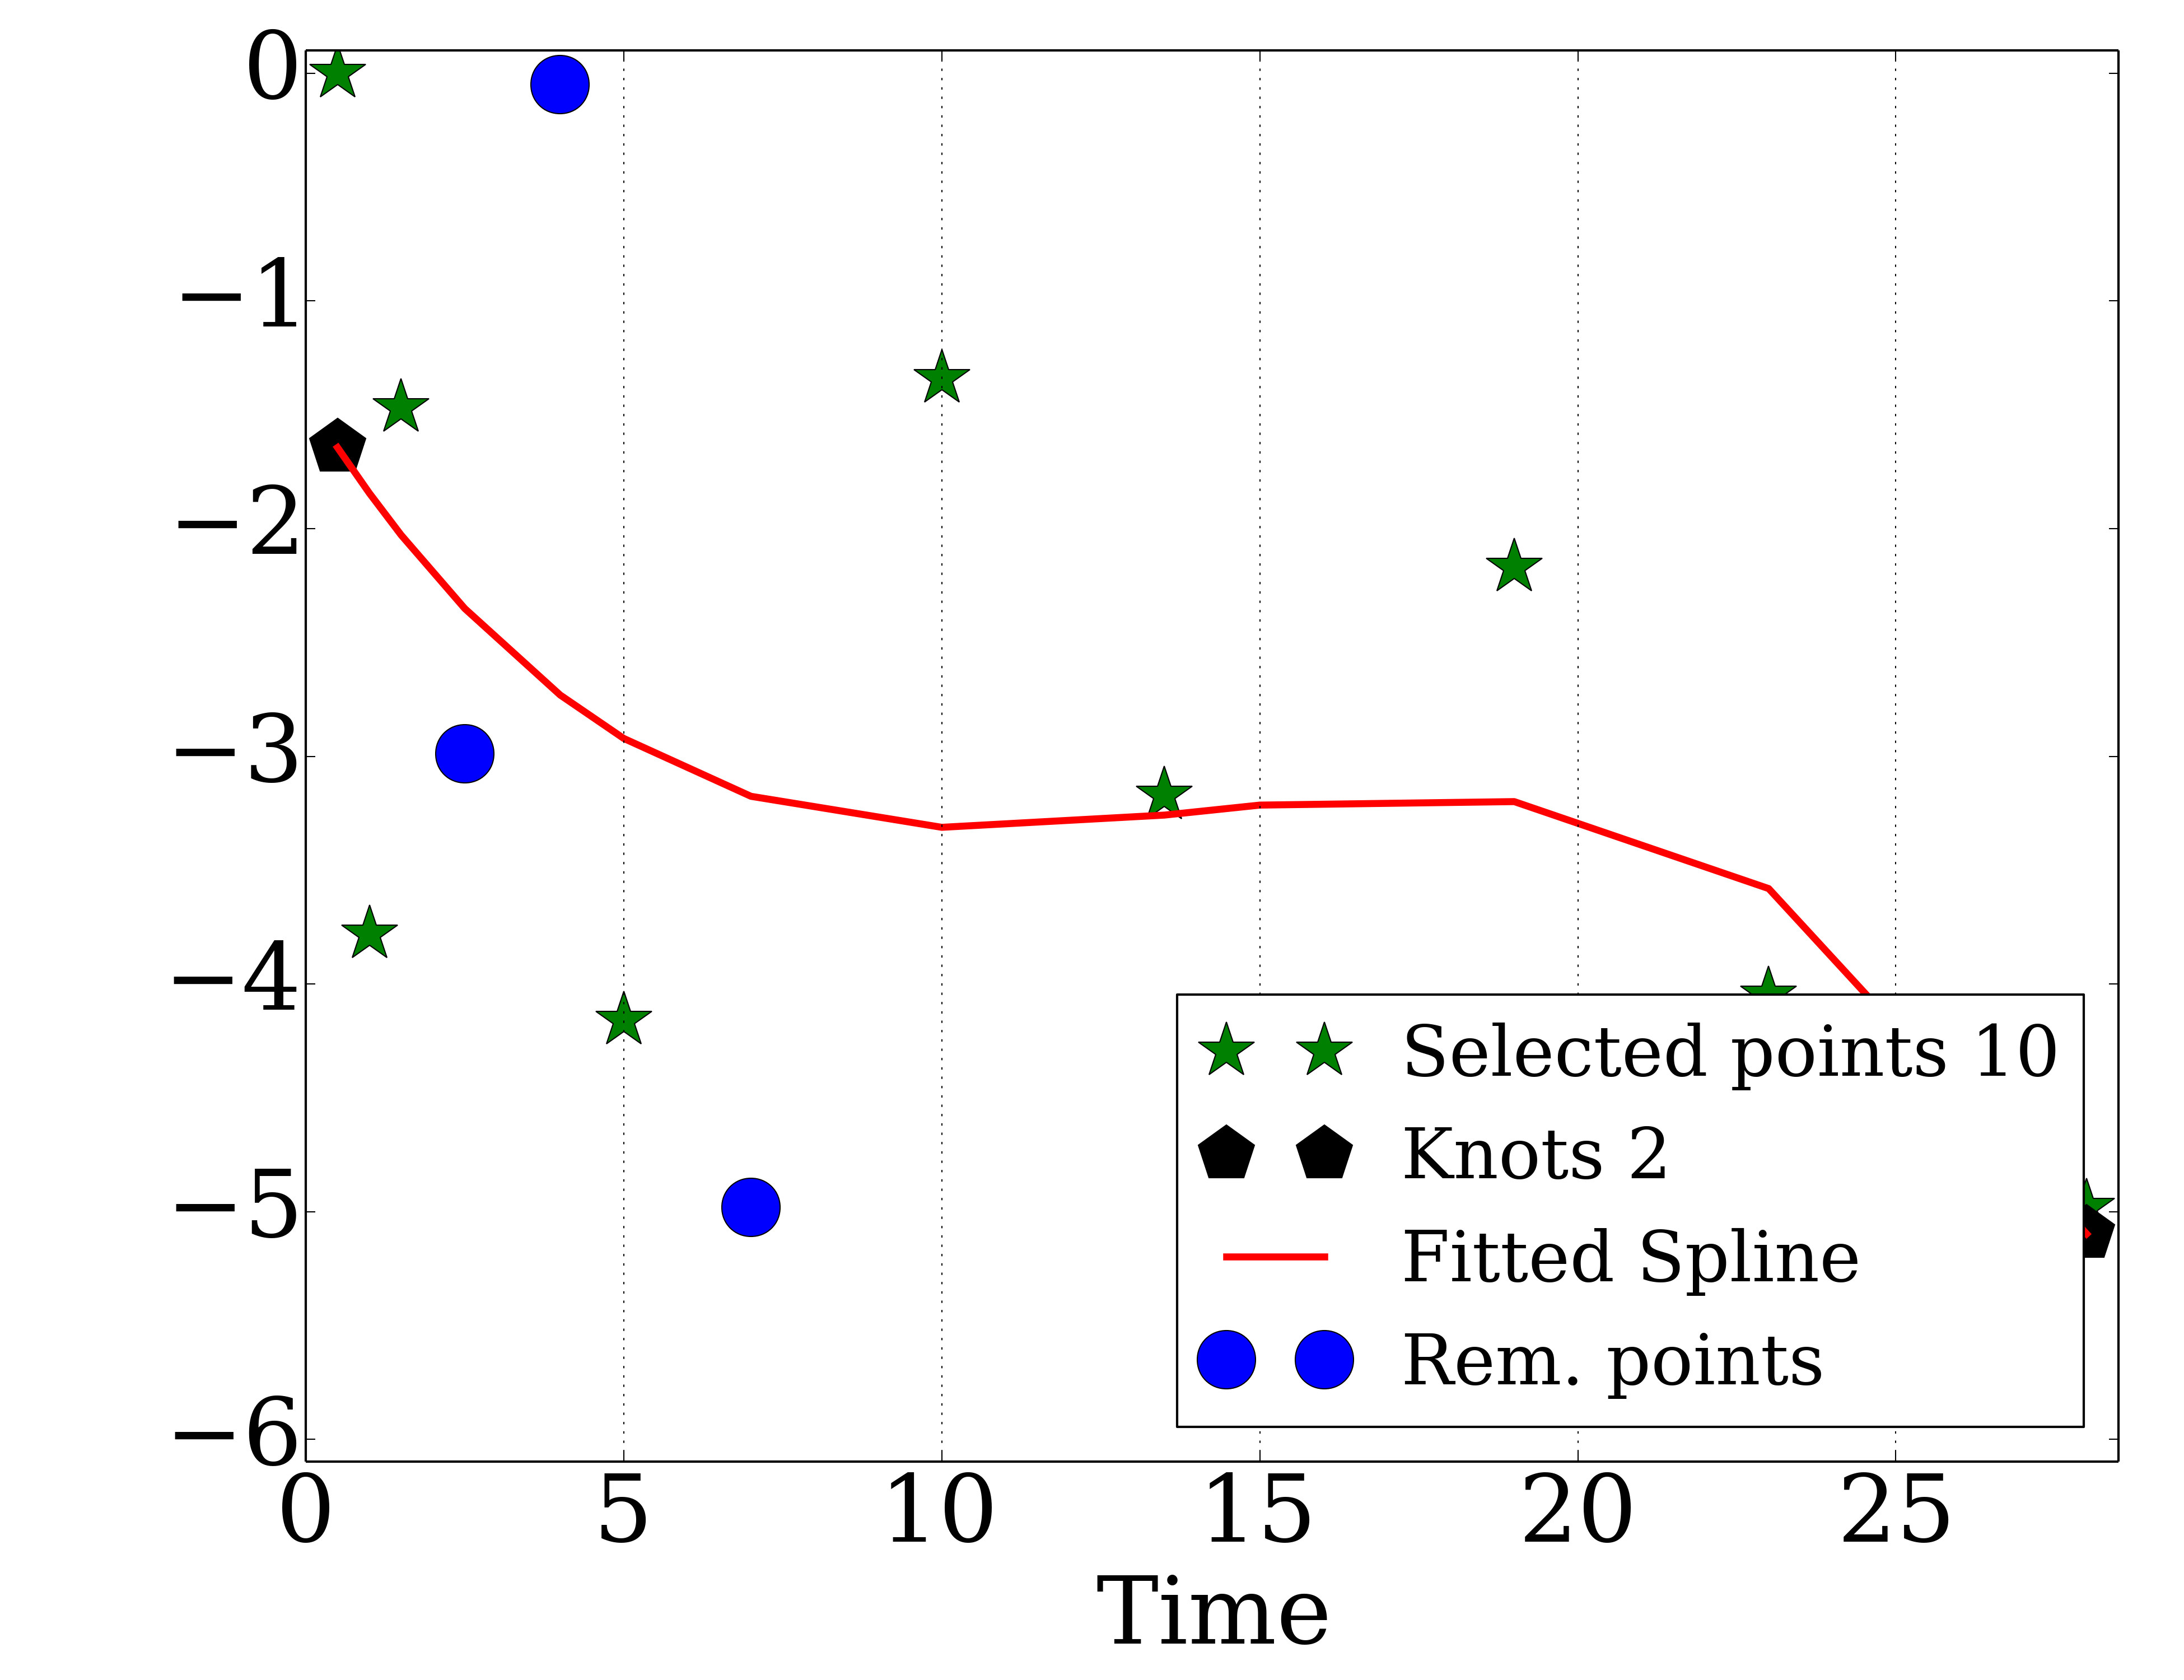 0
−1
−2
−3
−4
−5
−6
0 5 10 15 20 25
Time
Selected points 10
Knots 2
Fitted Spline
Rem. points